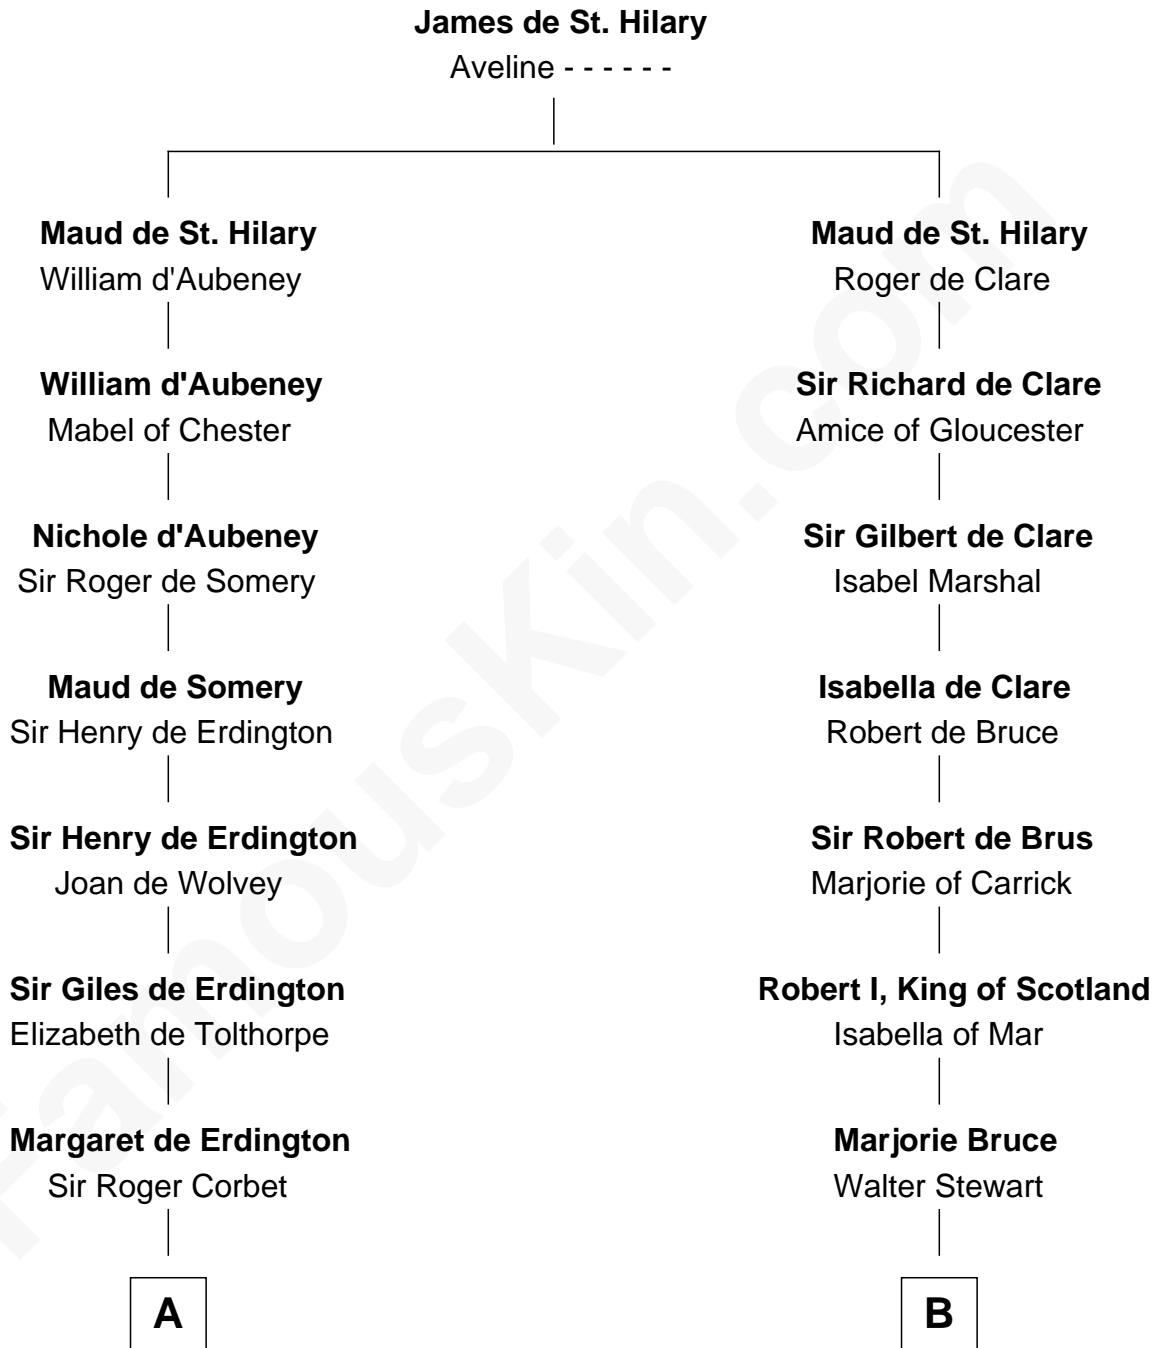 James de St. Hilary
Aveline - - - - - -
Maud de St. Hilary
William d'Aubeney
William d'Aubeney
Mabel of Chester
Nichole d'Aubeney
Sir Roger de Somery
Maud de Somery
Sir Henry de Erdington
Sir Henry de Erdington
Joan de Wolvey
Sir Giles de Erdington
Elizabeth de Tolthorpe
Margaret de Erdington
Sir Roger Corbet
A
Maud de St. Hilary
Roger de Clare
Sir Richard de Clare
Amice of Gloucester
Sir Gilbert de Clare
Isabel Marshal
Isabella de Clare
Robert de Bruce
Sir Robert de Brus
Marjorie of Carrick
Robert I, King of Scotland
Isabella of Mar
Marjorie Bruce
Walter Stewart
B
FamousKin.com